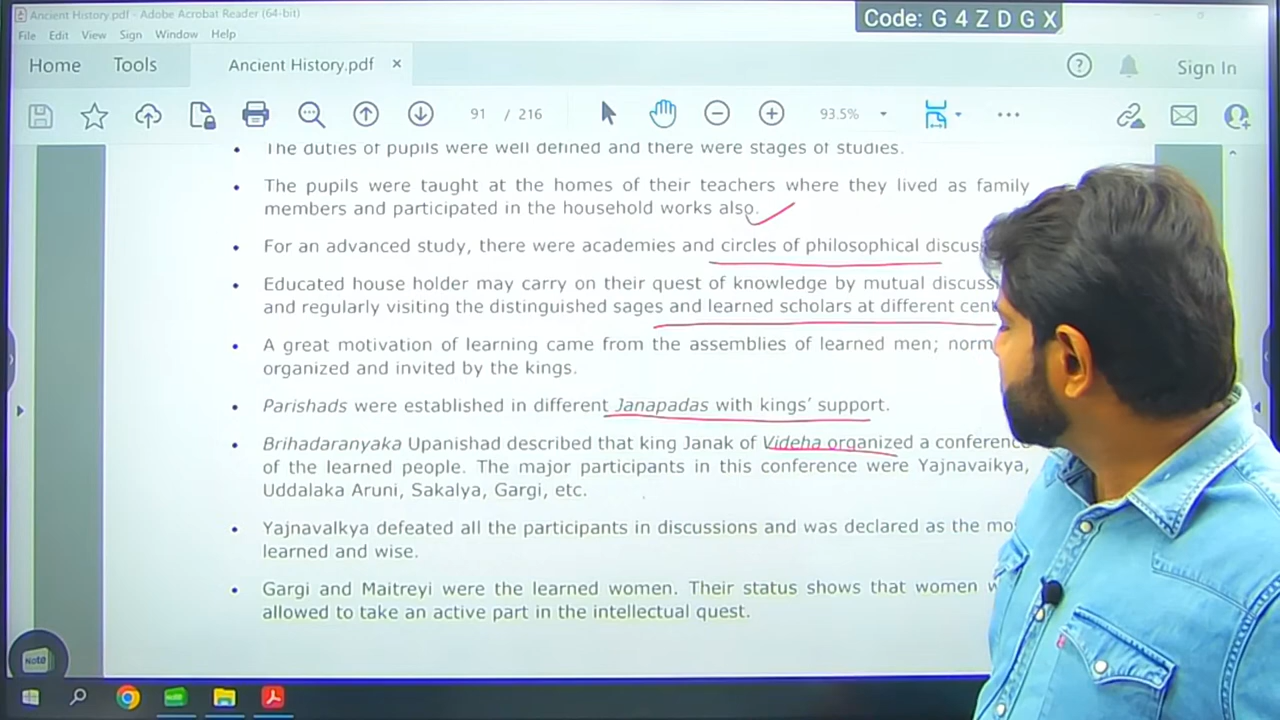 Ancient History.pdf - Adobe Acrobat Reader (64-bit)
Code: G 4 Z D G X
File Edit View Sign Window Help
Home Tools Ancient History.pdf × Sign In
91 / 216 93.5%
The duties of pupils were well defined and there were stages of studies.
• The pupils were taught at the homes of their teachers where they lived as family
members and participated in the household works also.
• For an advanced study, there were academies and circles of philosophical
• Educated house holder may carry on their quest of knowledge by mutual
and regularly visiting the distinguished sages and learned scholars at different
• A great motivation of learning came from the assemblies of learned men;
organized and invited by the kings.
• Parishads were established in different Janapadas with kings' support.
• Brihadaranyaka Upanishad described that king Janak of Videha organized a conference
of the learned people. The major participants in this conference were Yajnavaikya,
Uddalaka Aruni, Sakalya, Gargi, etc.
• Yajnavalkya defeated all the participants in discussions and was declared as the
learned and wise.
• Gargi and Maitreyi were the learned women. Their status shows that women
allowed to take an active part in the intellectual quest.
Note